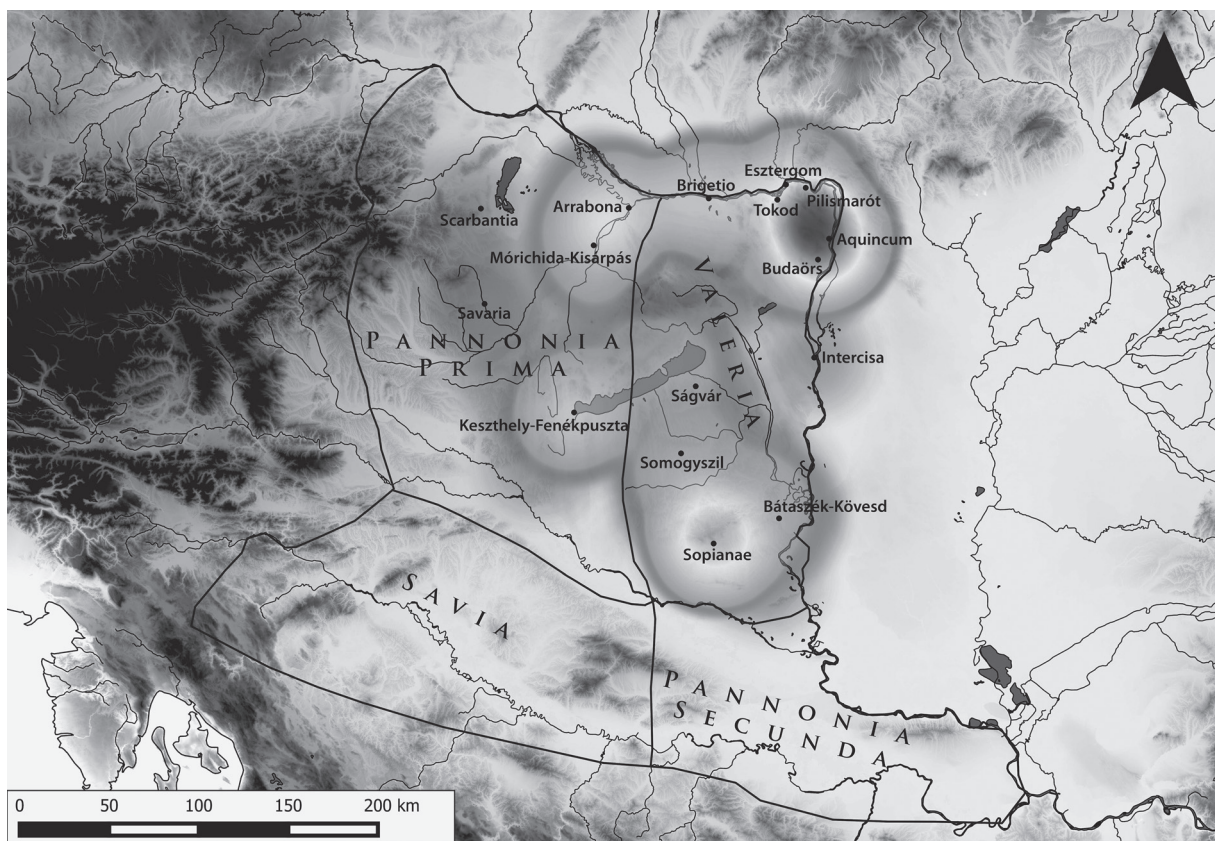 Esztergom
Brigetio
Pilismarót
Tokod
Arrabona
Scarbantia
Aquincum
Mórichida-Kisárpás
Budaörs
VALERIA
Savaria
PANNONIA
PRIMA
Intercisa
Ságvár
Keszthely-Fenékpuszta
Somogyszil
Bátaszék-Kövesd
Sopianae
SAVIA
PANNONIA
SECUNDA
0 50 100 150 200 km